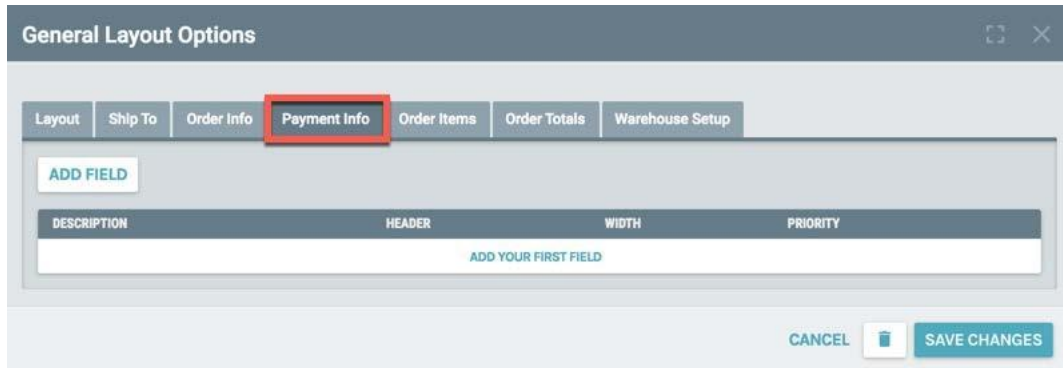 General Layout Options
Layout Ship To Order Info Payment Info Order Items Order Totals Warehouse Setup
ADD FIELD
DESCRIPTION HEADER WIDTH PRIORITY
ADD YOUR FIRST FIELD
CANCEL SAVE CHANGES